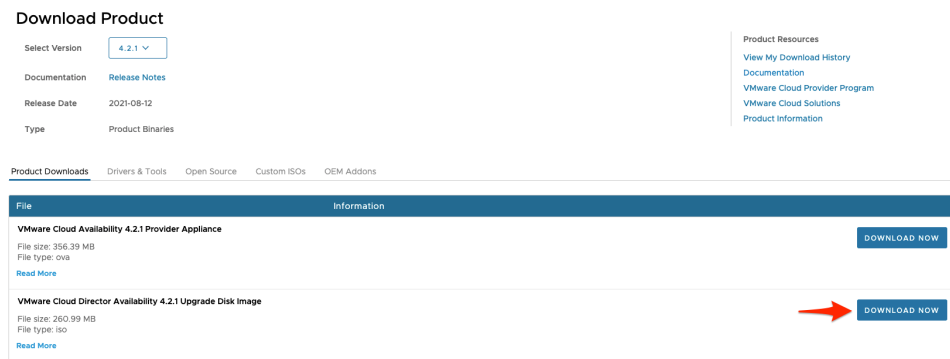 Download Product
Select Version 4.2.1
Documentation Release Notes
Release Date 2021-08-12
Type Product Binaries
Product Resources
View My Download History
Documentation
VMware Cloud Provider Program
VMware Cloud Solutions
Product Information
Product Downloads Drivers & Tools Open Source Custom ISOs OEM Addons
File Information
VMware Cloud Availability 4.2.1 Provider Appliance
File size: 356.39 MB
File type: ova
Read More
DOWNLOAD NOW
VMware Cloud Director Availability 4.2.1 Upgrade Disk Image
File size: 260.99 MB
File type: iso
Read More
DOWNLOAD NOW